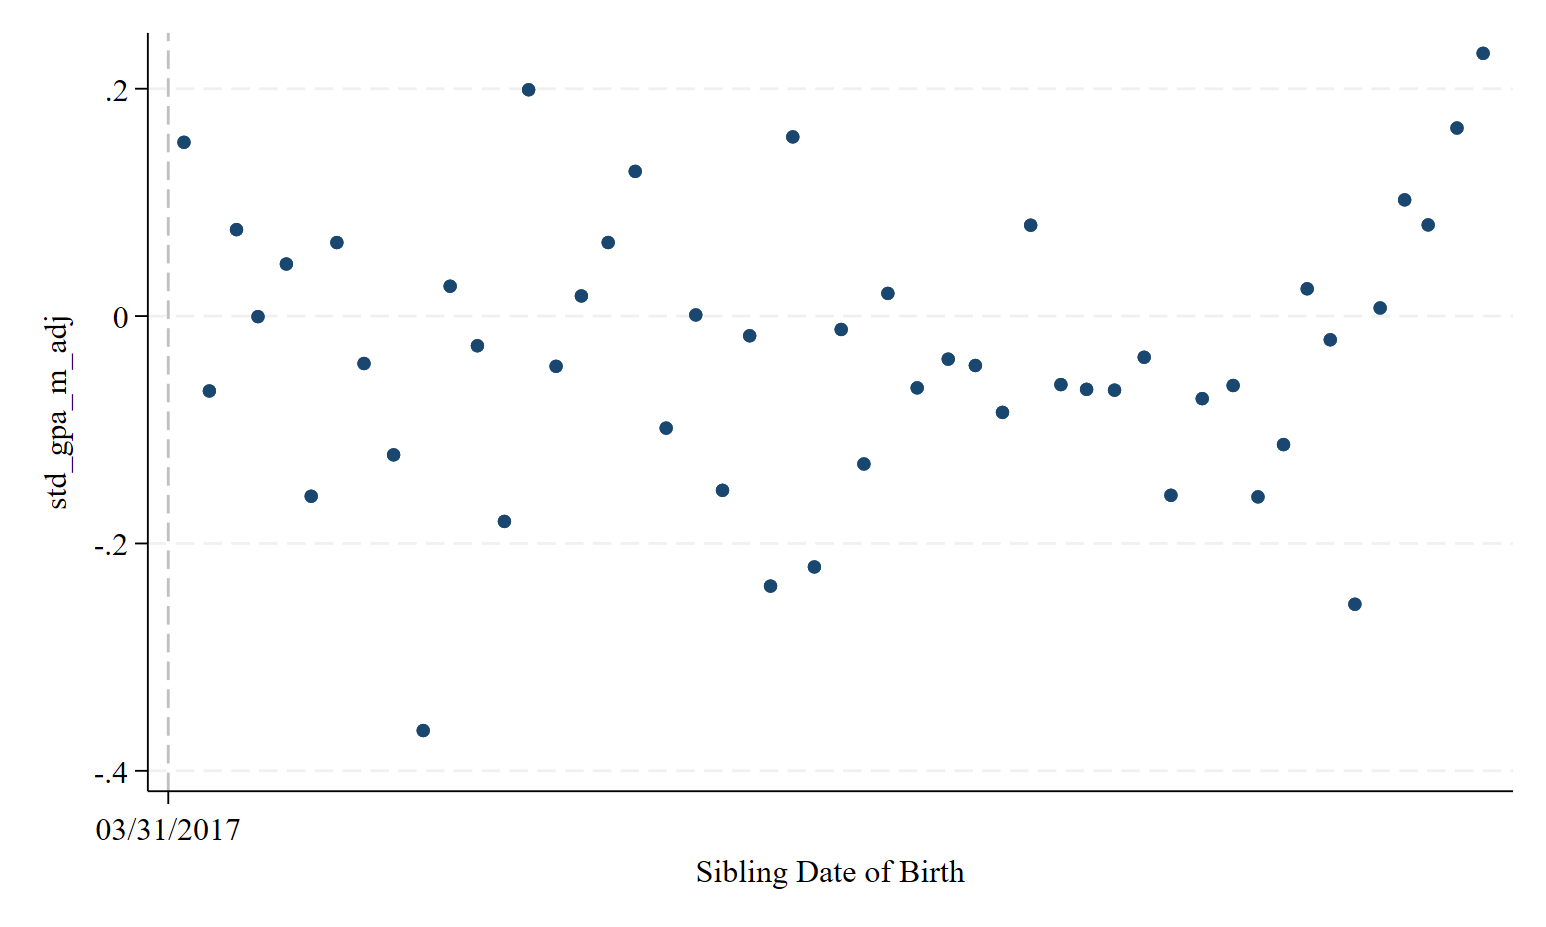 .2
0
-.2
-.4
std_gpa_m_adj
03/31/2017
Sibling Date of Birth